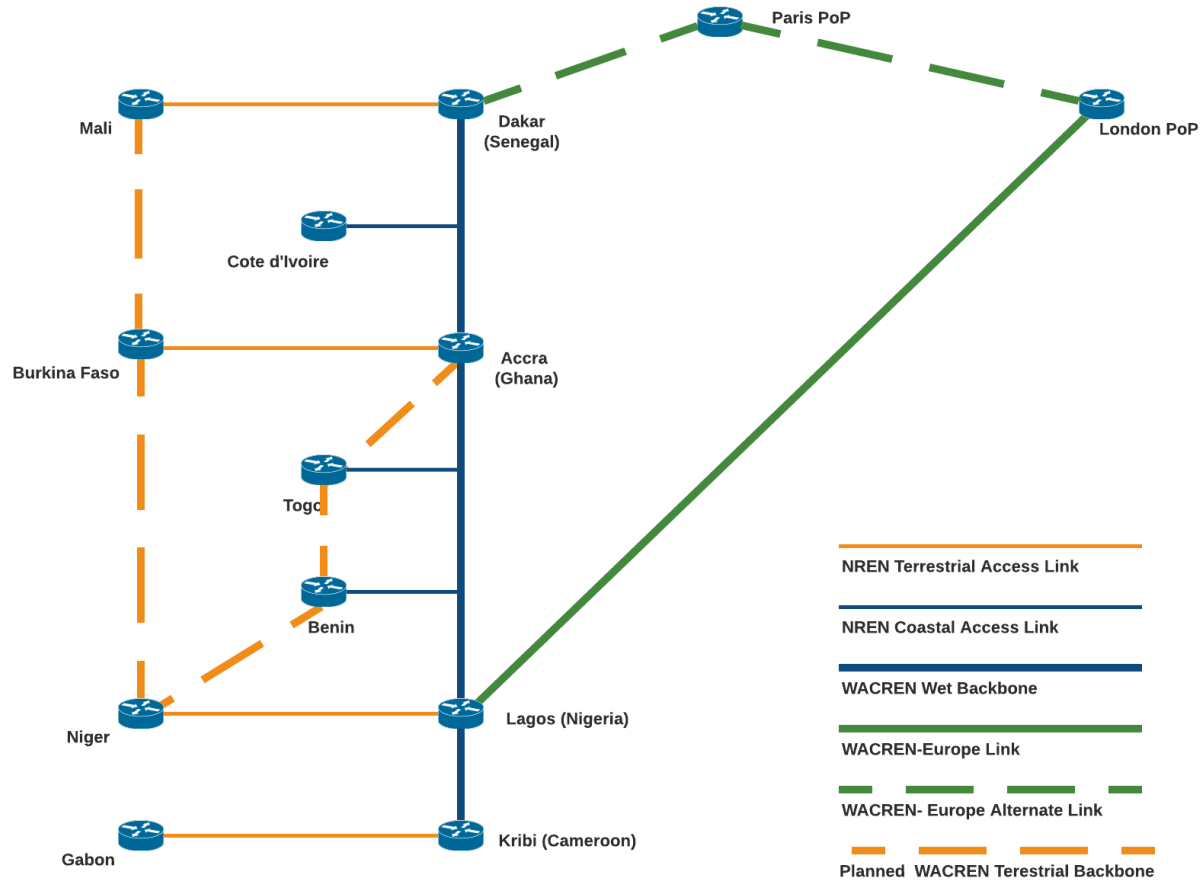 Paris PoP
Mali
Dakar
(Senegal)
London PoP
Cote d'Ivoire
Burkina Faso
Accra
(Ghana)
Togo
Benin
Niger
Lagos (Nigeria)
Gabon
Kribi (Cameroon)
NREN Terrestrial Access Link
NREN Coastal Access Link
WACREN Wet Backbone
WACREN-Europe Link
WACREN- Europe Alternate Link
Planned WACREN Terestrial Backbone